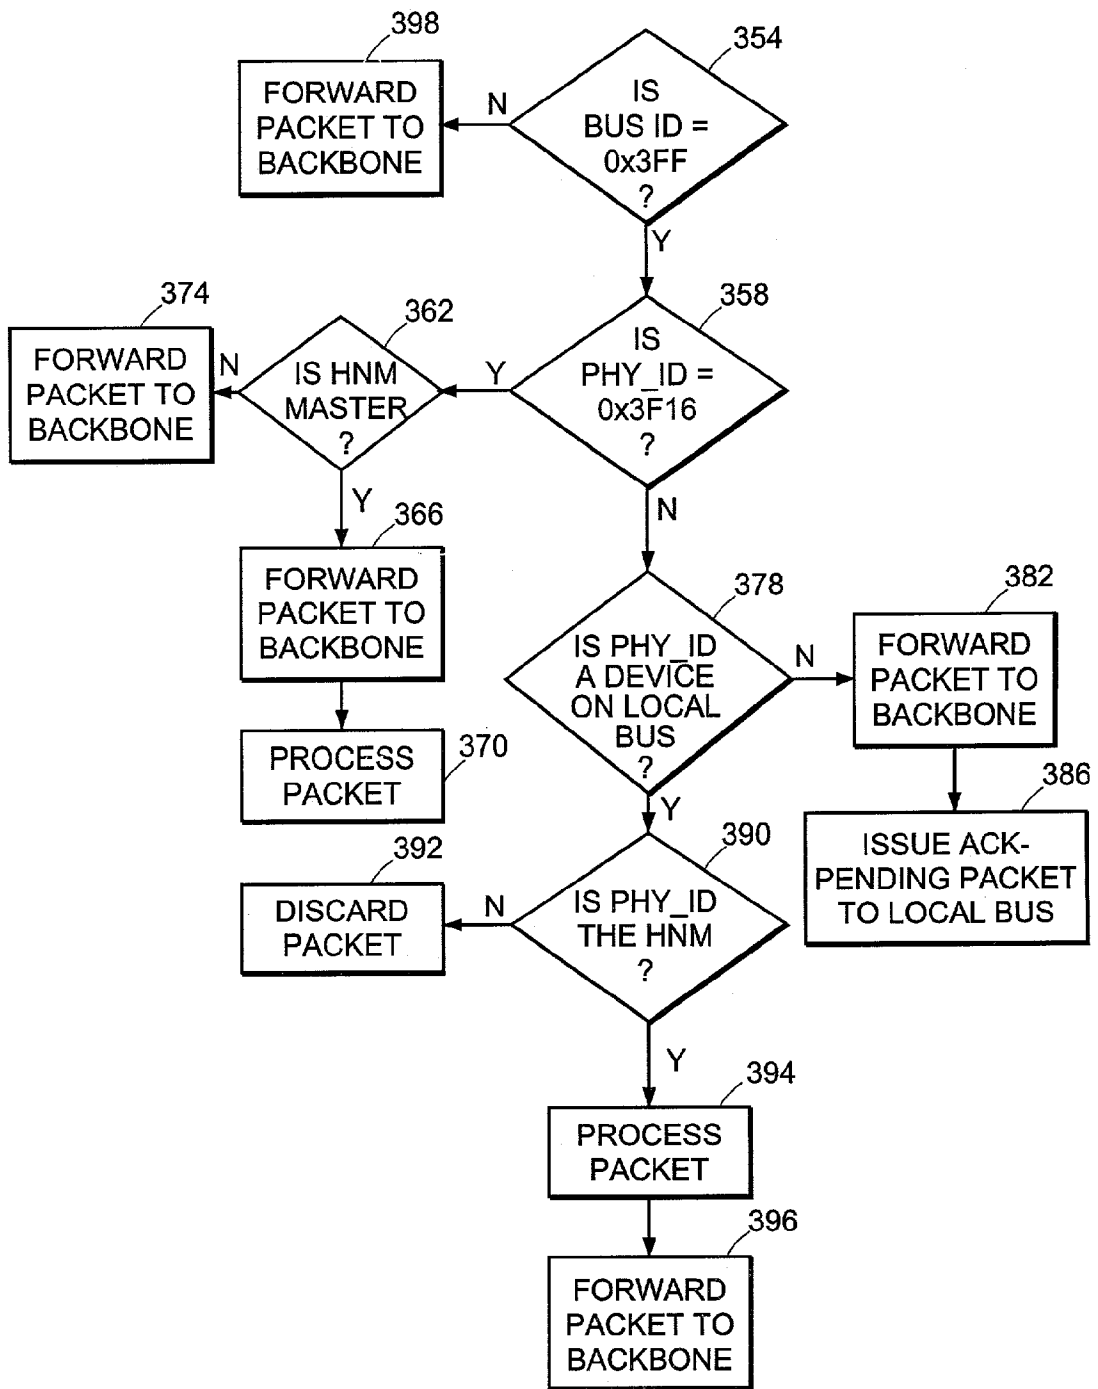 398
FORWARD
PACKET TO
BACKBONE
N
354
IS
BUS ID =
0x3FF
?
Y
374
FORWARD
PACKET TO
BACKBONE
N
362
IS HNM
MASTER
?
Y
358
IS
PHY_ID =
0x3F16
?
Y
N
366
FORWARD
PACKET TO
BACKBONE
370
PROCESS
PACKET
378
IS PHY_ID
A DEVICE
ON LOCAL
BUS
?
N
Y
382
FORWARD
PACKET TO
BACKBONE
386
ISSUE ACK-
PENDING PACKET
TO LOCAL BUS
392
DISCARD
PACKET
N
390
IS PHY_ID
THE HNM
?
Y
394
PROCESS
PACKET
396
FORWARD
PACKET TO
BACKBONE